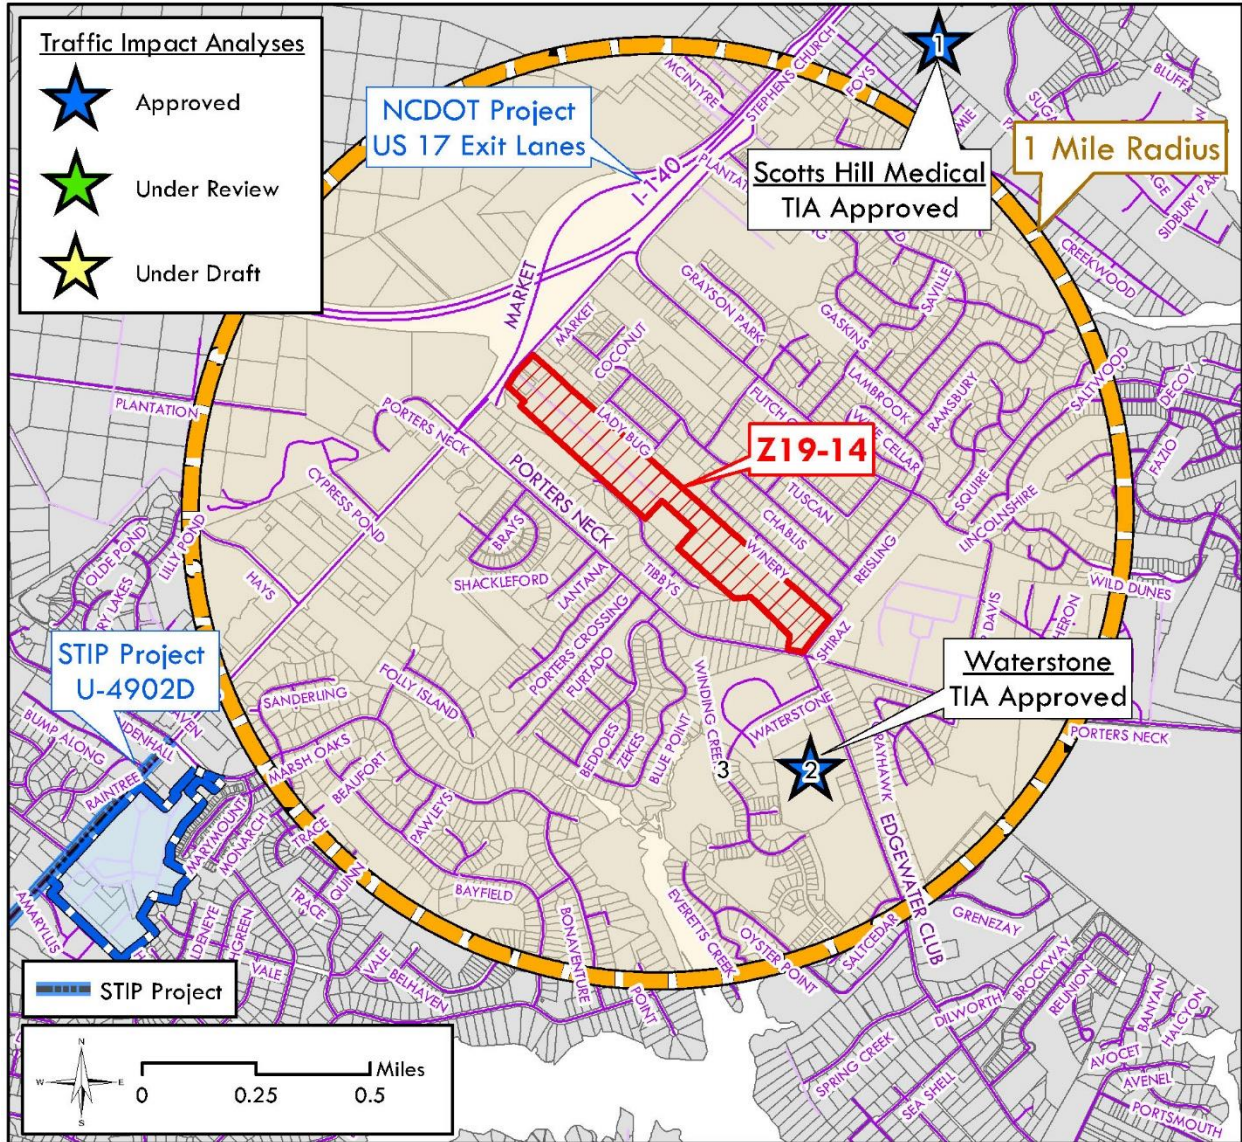 Traffic Impact Analyses
Approved
Under Review
Under Draft
NCDOT Project
US 17 Exit Lanes
1
Scotts Hill Medical
TIA Approved
1 Mile Radius
MCINTYRE
STEPHENS CHURCH
FOYS
BLUFF
SIDBURY PARK
CREEKWOOD
I-140
MARKET
MARKET
COCONUT
GRAYSON PARK
GASKINS
SAVILLE
LAMBROOK
RAMSBURY
SALTWOOD
DECOY
FAZIO
PLANTATION
PORTERS NECK
LADY BUG
Z19-14
TUSCAN
CHABLIS
WINERY
REISLING
SQUIRE
LINCOLNSHIRE
WILD DUNES
CYPRESS POND
PORTERS NECK
BRAYS
SHACKLEFORD
LANTANA
TIBBYS
PORTERS CROSSING
FURTADO
SHIRAZ
OLDE POND
LILLY POND
HAYS
STIP Project
U-4902D
SANDERLING
FOLLY ISLAND
BEDDOES
ZEKES
BLUE POINT
WINDING CREEK
WATERSTONE
Waterstone
TIA Approved
2
3
GRAYHAWK
PORTERS NECK
BUMP ALONG
RAINTREE
MARSH OAKS
BEAUFORT
PAWLEYS
MARYMOUNT
MONARCH
TRACE
TRACE
QUINN
BAYFIELD
BONAVENTURE
POINT
EVERETTS CREEK
OYSTER POINT
SALTCEDAR
EDGEWATER CLUB
GRENEZAY
AMARYLLIS
VALE
VALE
BELHAVEN
DILWORTH
BROCKWAY
REUNION
BANYAN
HALCYON
AVOCET
AVENEL
PORTSMOUTH
SPRING CREEK
SEA SHELL
STIP Project
N
W
E
S
0
0.25
0.5
Miles